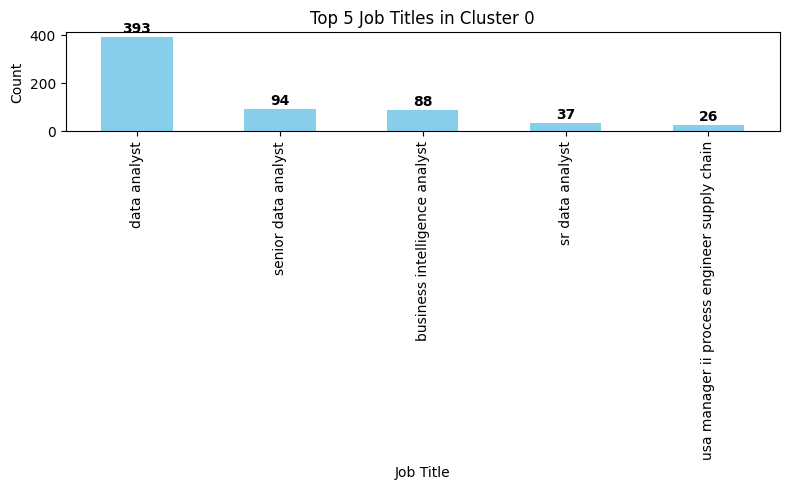 Top 5 Job Titles in Cluster 0
Count
400
200
0
393
94
88
37
26
data analyst
senior data analyst
business intelligence analyst
sr data analyst
usa manager ii process engineer supply chain
Job Title